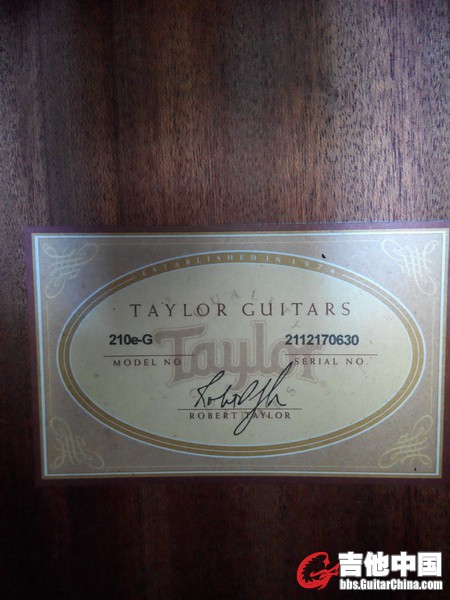 ESTABLISHED IN 1974
TAYLOR GUITARS
210e-G 2112170630
MODEL NO. SERIAL NO.
QUALITY
Taylor
ROBERT TAYLOR
吉他中国
bbs.GuitarChina.com